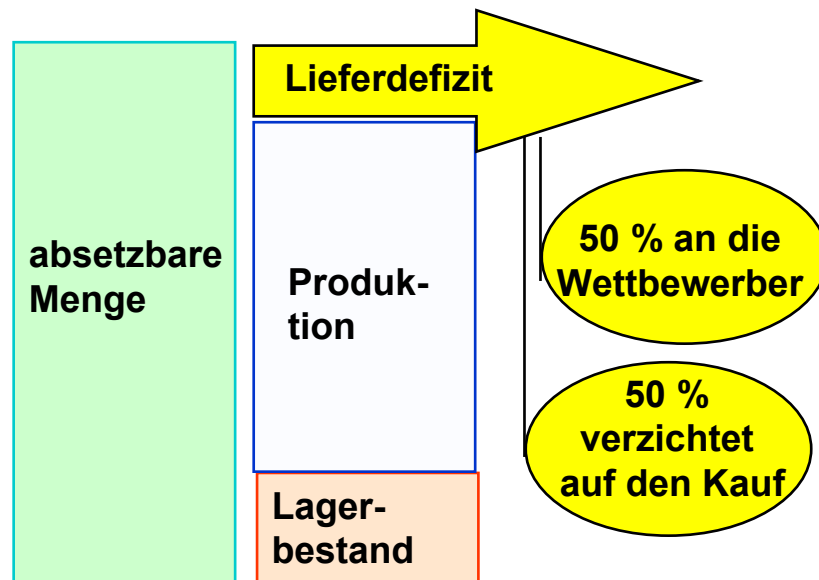 Lieferdefizit
absetzbare
Menge
Produk-
tion
Lager-
bestand
50 % an die
Wettbewerber
50 %
verzichtet
auf den Kauf